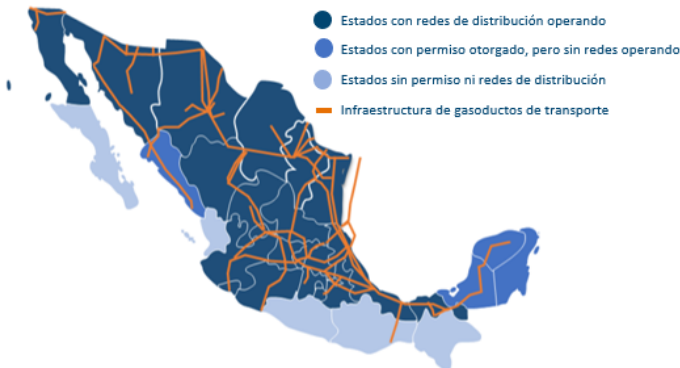 Estados con redes de distribución operando
Estados con permiso otorgado, pero sin redes operando
Estados sin permiso ni redes de distribución
Infraestructura de gasoductos de transporte